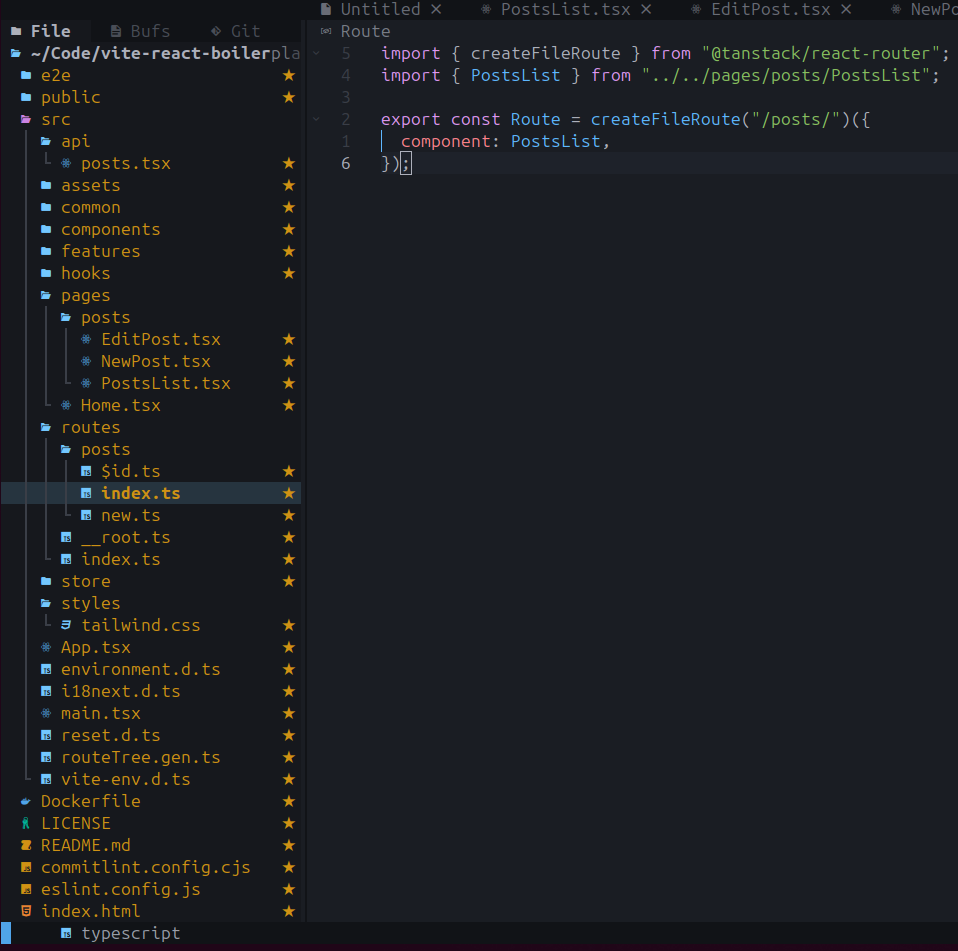 Untitled ✕ PostsList.tsx ✕ EditPost.tsx ✕ NewPo
File Bufs Git
~/Code/vite-react-boilerpla
e2e ★
public ★
src
api
posts.tsx ★
assets ★
common ★
components ★
features ★
hooks ★
pages
posts
EditPost.tsx ★
NewPost.tsx ★
PostsList.tsx ★
Home.tsx ★
routes
posts
$id.ts ★
index.ts ★
new.ts ★
__root.ts ★
index.ts ★
store ★
styles
tailwind.css ★
App.tsx ★
environment.d.ts ★
i18next.d.ts ★
main.tsx ★
reset.d.ts ★
routeTree.gen.ts ★
vite-env.d.ts ★
Dockerfile ★
LICENSE ★
README.md ★
commitlint.config.cjs ★
eslint.config.js ★
index.html ★
Route
5 import { createFileRoute } from "@tanstack/react-router";
4 import { PostsList } from "../../pages/posts/PostsList";
3
2 export const Route = createFileRoute("/posts/")({
1   component: PostsList,
6 });
typescript